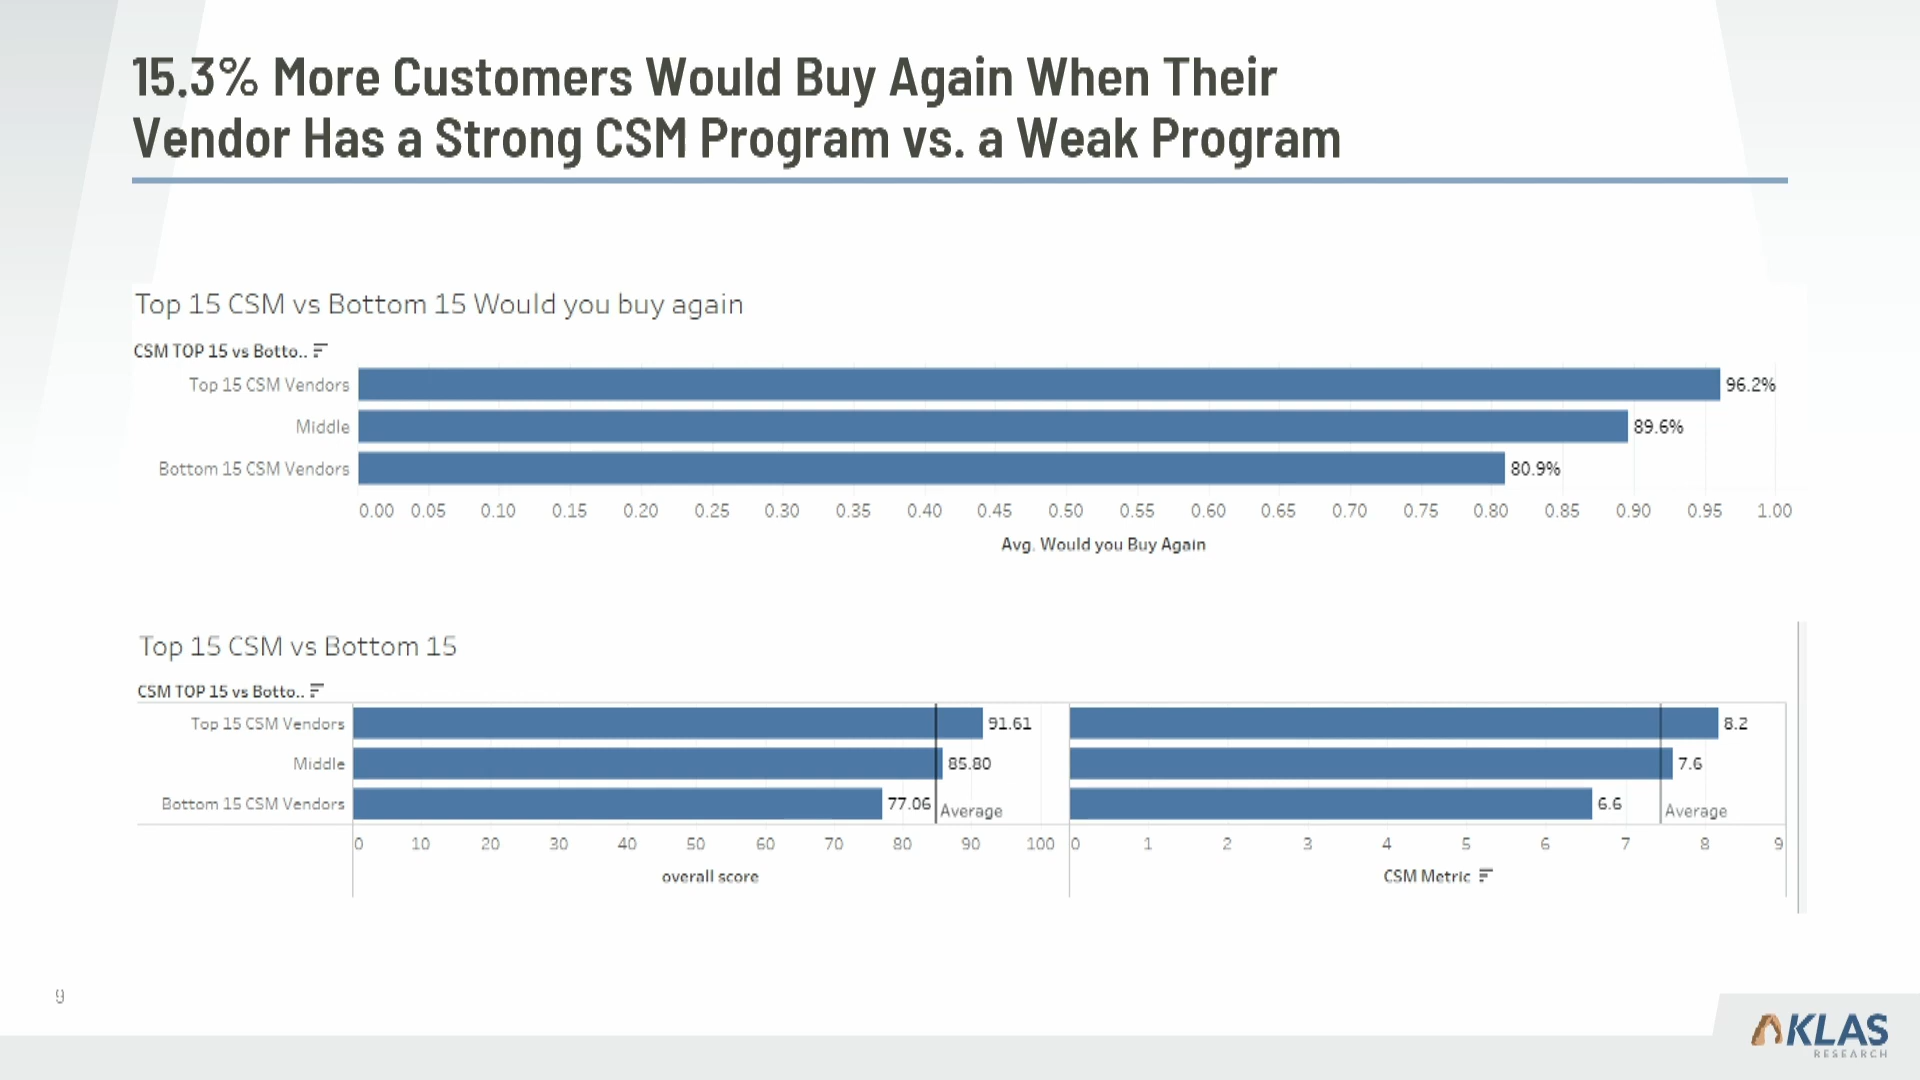 15.3% More Customers Would Buy Again When Their
Vendor Has a Strong CSM Program vs. a Weak Program
Top 15 CSM vs Bottom 15 Would you buy again
CSM TOP 15 vs Botto..
Top 15 CSM Vendors 96.2%
Middle 89.6%
Bottom 15 CSM Vendors 80.9%
0.00 0.05 0.10 0.15 0.20 0.25 0.30 0.35 0.40 0.45 0.50 0.55 0.60 0.65 0.70 0.75 0.80 0.85 0.90 0.95 1.00
Avg. Would you Buy Again
Top 15 CSM vs Bottom 15
CSM TOP 15 vs Botto..
Top 15 CSM Vendors 91.61 8.2
Middle 85.80 7.6
Bottom 15 CSM Vendors 77.06 Average 6.6 Average
0 10 20 30 40 50 60 70 80 90 100 0 1 2 3 4 5 6 7 8 9
overall score CSM Metric
9
KLAS
RESEARCH